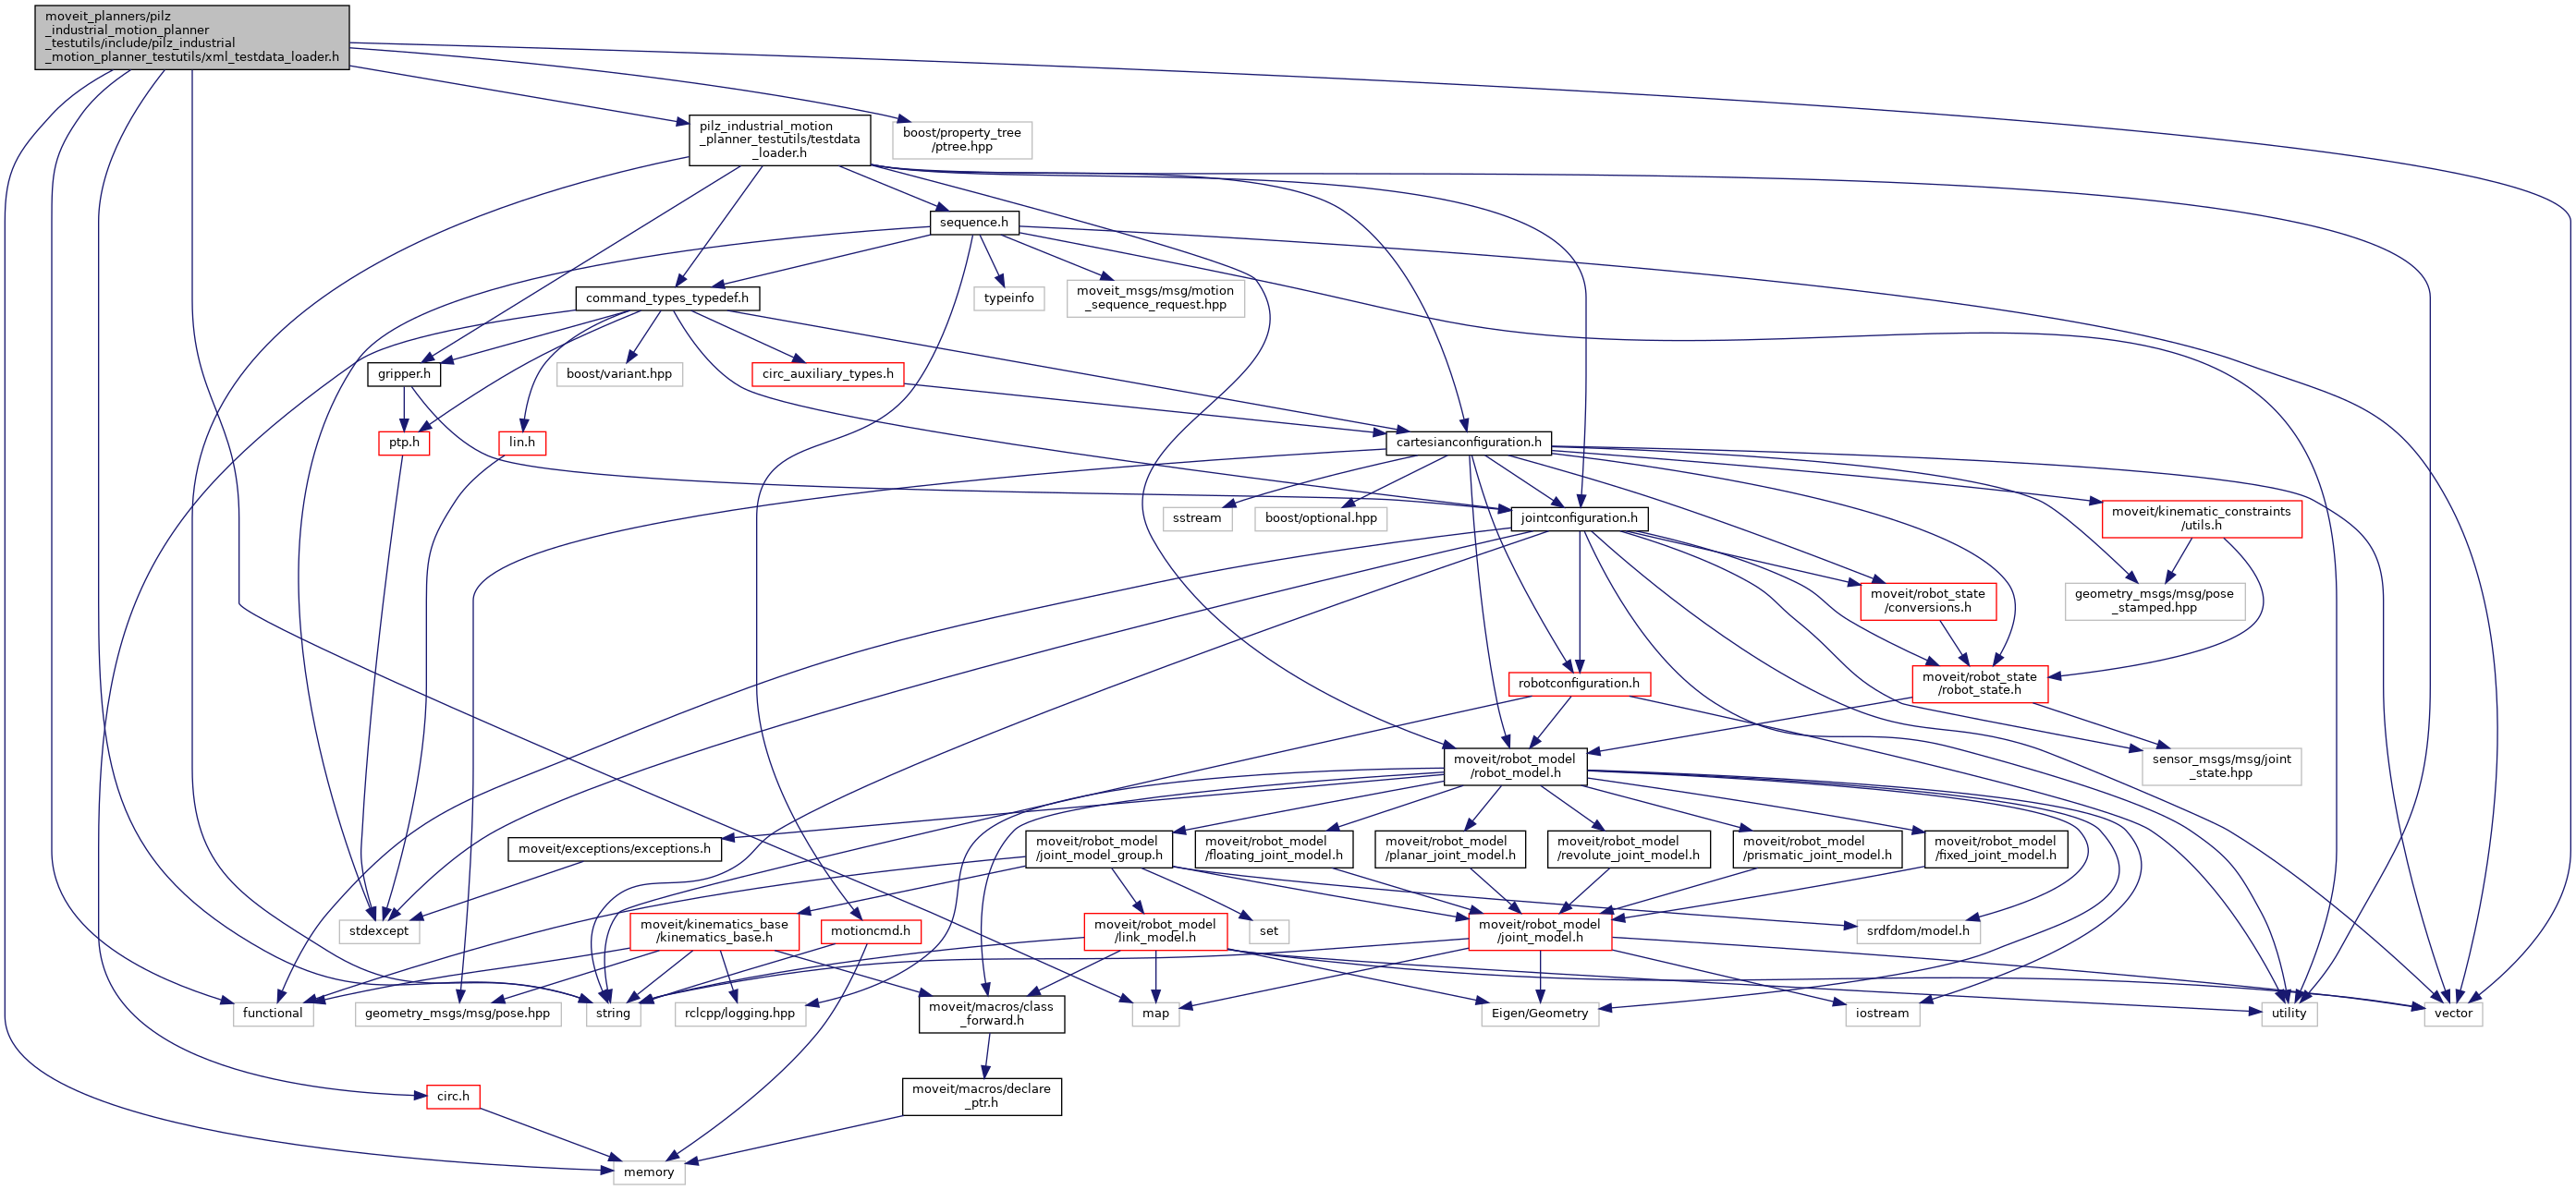 moveit_planners/pilz
_industrial_motion_planner
_testutils/include/pilz_industrial
_motion_planner_testutils/xml_testdata_loader.h
pilz_industrial_motion
_planner_testutils/testdata
_loader.h
boost/property_tree
/ptree.hpp
sequence.h
command_types_typedef.h
typeinfo
moveit_msgs/msg/motion
_sequence_request.hpp
gripper.h
boost/variant.hpp
circ_auxiliary_types.h
ptp.h
lin.h
cartesianconfiguration.h
sstream
boost/optional.hpp
jointconfiguration.h
moveit/kinematic_constraints
/utils.h
moveit/robot_state
/conversions.h
geometry_msgs/msg/pose
_stamped.hpp
robotconfiguration.h
moveit/robot_state
/robot_state.h
moveit/robot_model
/robot_model.h
sensor_msgs/msg/joint
_state.hpp
moveit/exceptions/exceptions.h
moveit/robot_model
/joint_model_group.h
moveit/robot_model
/floating_joint_model.h
moveit/robot_model
/planar_joint_model.h
moveit/robot_model
/revolute_joint_model.h
moveit/robot_model
/prismatic_joint_model.h
moveit/robot_model
/fixed_joint_model.h
stdexcept
moveit/kinematics_base
/kinematics_base.h
motioncmd.h
moveit/robot_model
/link_model.h
set
moveit/robot_model
/joint_model.h
srdfdom/model.h
functional
geometry_msgs/msg/pose.hpp
string
rclcpp/logging.hpp
moveit/macros/class
_forward.h
map
Eigen/Geometry
iostream
utility
vector
circ.h
moveit/macros/declare
_ptr.h
memory